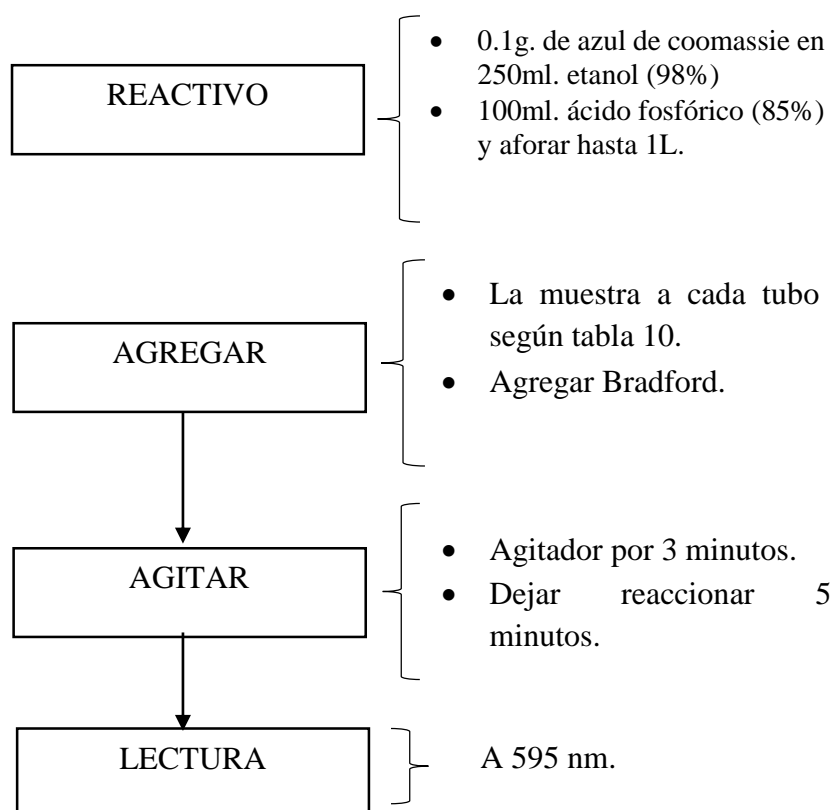 REACTIVO
• 0.1g. de azul de coomassie en
250ml. etanol (98%)
• 100ml. ácido fosfórico (85%)
y aforar hasta 1L.
AGREGAR
• La muestra a cada tubo
según tabla 10.
• Agregar Bradford.
AGITAR
• Agitador por 3 minutos.
• Dejar reaccionar 5
minutos.
LECTURA
A 595 nm.